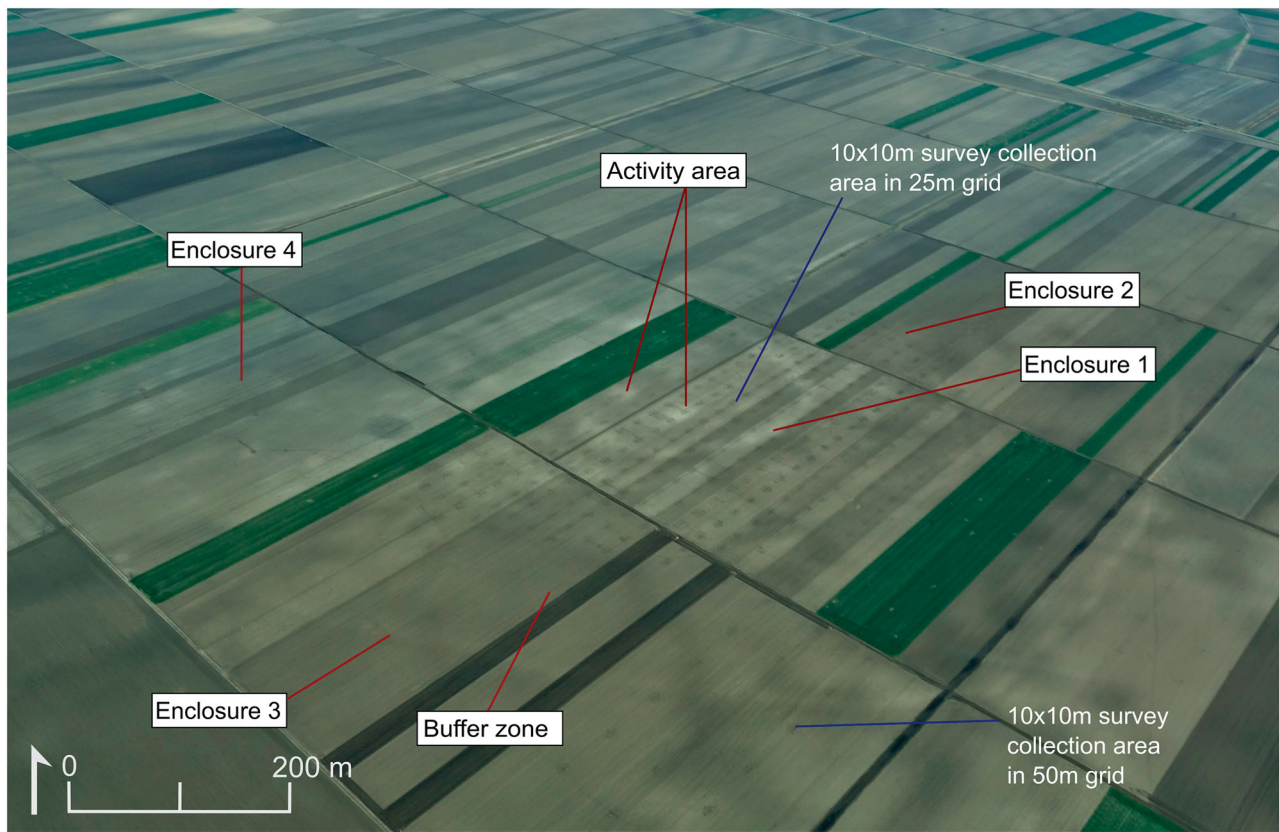 10x10m survey collection
area in 25m grid
Activity area
Enclosure 4
Enclosure 2
Enclosure 1
Enclosure 3
Buffer zone
10x10m survey
collection area
in 50m grid
0
200 m